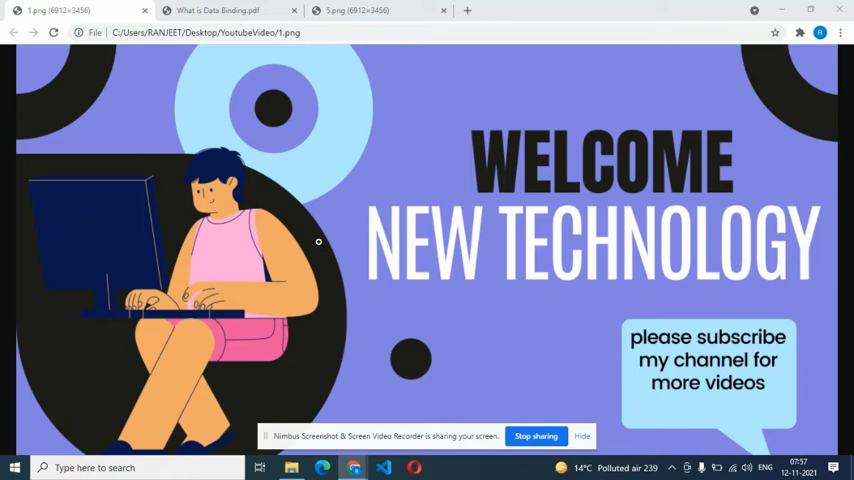 1.png (6912×3456)
What is Data Binding.pdf
5.png (6912×3456)
File
C:/Users/RANJEET/Desktop/YoutubeVideo/1.png
R
WELCOME
NEW TECHNOLOGY
please subscribe
my channel for
more videos
Nimbus Screenshot & Screen Video Recorder is sharing your screen.
Stop sharing
Hide
Type here to search
14°C Polluted air 239
ENG
07:57
12-11-2021